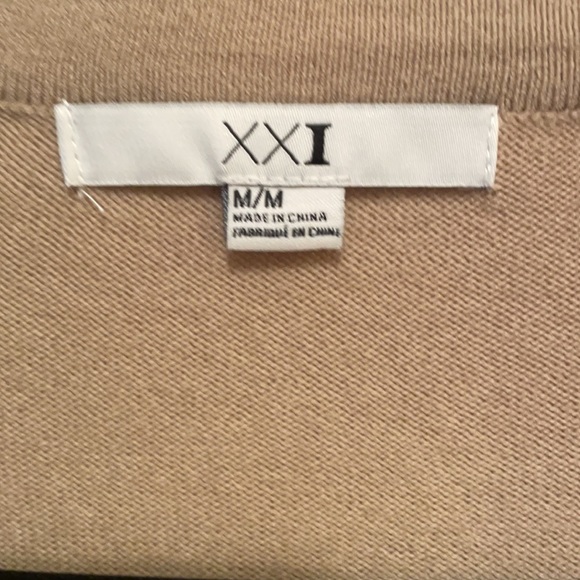 XXI
M/M
MADE IN CHINA
FABRIQUÉ EN CHINE